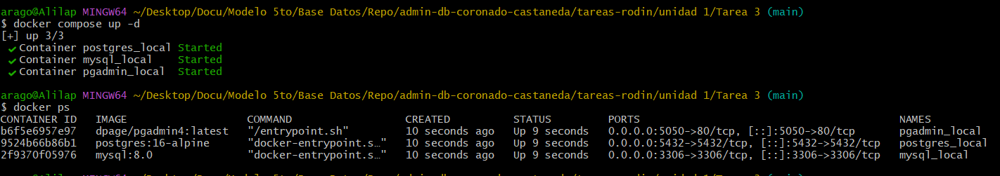 arago@Alilap MINGW64 ~/Desktop/Docu/Modelo 5to/Base Datos/Repo/admin-db-coronado-castaneda/tareas-rodin/unidad 1/Tarea 3 (main)
$ docker compose up -d
[+] up 3/3
✔ Container postgres_local Started
✔ Container mysql_local    Started
✔ Container pgadmin_local  Started
arago@Alilap MINGW64 ~/Desktop/Docu/Modelo 5to/Base Datos/Repo/admin-db-coronado-castaneda/tareas-rodin/unidad 1/Tarea 3 (main)
$ docker ps
CONTAINER ID   IMAGE                   COMMAND                  CREATED          STATUS         PORTS                                         NAMES
b6f5e6957e97   dpage/pgadmin4:latest   "/entrypoint.sh"         10 seconds ago   Up 9 seconds   0.0.0.0:5050->80/tcp, [::]:5050->80/tcp       pgadmin_local
9524b66b86b1   postgres:16-alpine      "docker-entrypoint.s…"   10 seconds ago   Up 9 seconds   0.0.0.0:5432->5432/tcp, [::]:5432->5432/tcp   postgres_local
2f9370f05976   mysql:8.0               "docker-entrypoint.s…"   10 seconds ago   Up 9 seconds   0.0.0.0:3306->3306/tcp, [::]:3306->3306/tcp   mysql_local